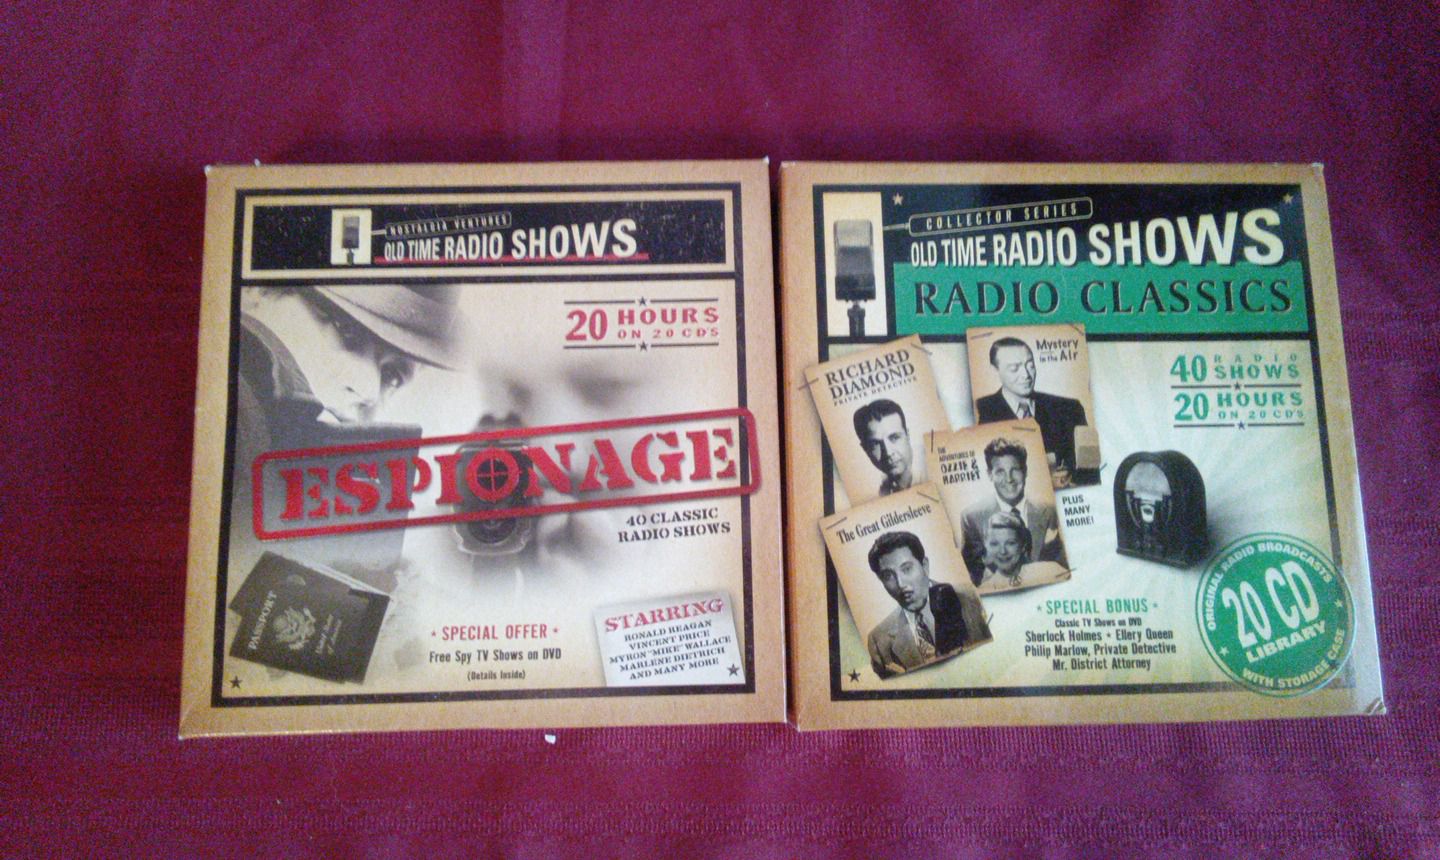 NOSTALGIA VENTURES
OLD TIME RADIO SHOWS
20 HOURS
ON 20 CD'S
ESPIONAGE
40 CLASSIC
RADIO SHOWS
PASSPORT
• SPECIAL OFFER •
Free Spy TV Shows on DVD
(Details Inside)
STARRING
RONALD REAGAN
VINCENT PRICE
MYRON "MIKE" WALLACE
MARLENE DIETRICH
AND MANY MORE
COLLECTOR SERIES
OLD TIME RADIO SHOWS
RADIO CLASSICS
RICHARD
DIAMOND
PRIVATE DETECTIVE
Mystery
in the Air
THE
ADVENTURES OF
OZZIE &
HARRIET
The Great Gildersleeve
PLUS
MANY
MORE!
40 RADIO
SHOWS
20 HOURS
ON 20 CD'S
• SPECIAL BONUS •
Classic TV Shows on DVD
Sherlock Holmes • Ellery Queen
Philip Marlow, Private Detective
Mr. District Attorney
ORIGINAL RADIO BROADCASTS
20 CD
LIBRARY
WITH STORAGE CASE